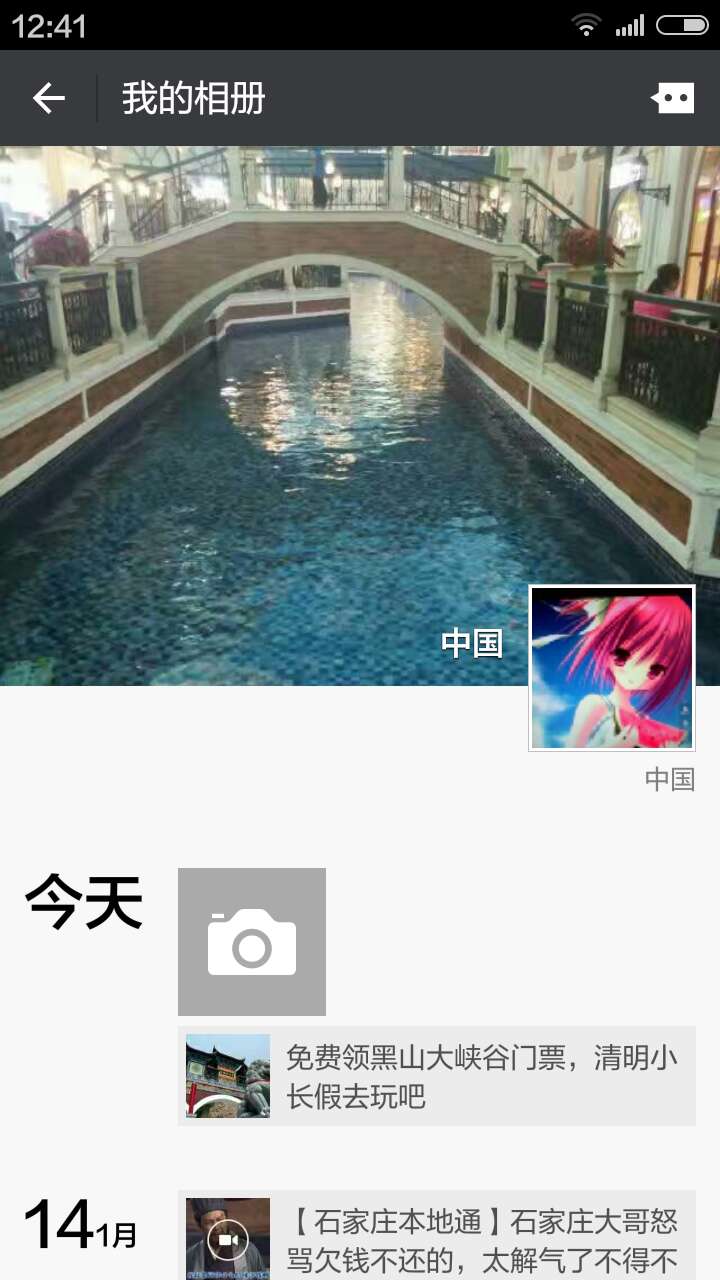 12:41
我的相册
中国
中国
今天
免费领黑山大峡谷门票，清明小
长假去玩吧
14 1月
【石家庄本地通】石家庄大哥怒
骂欠钱不还的，太解气了不得不